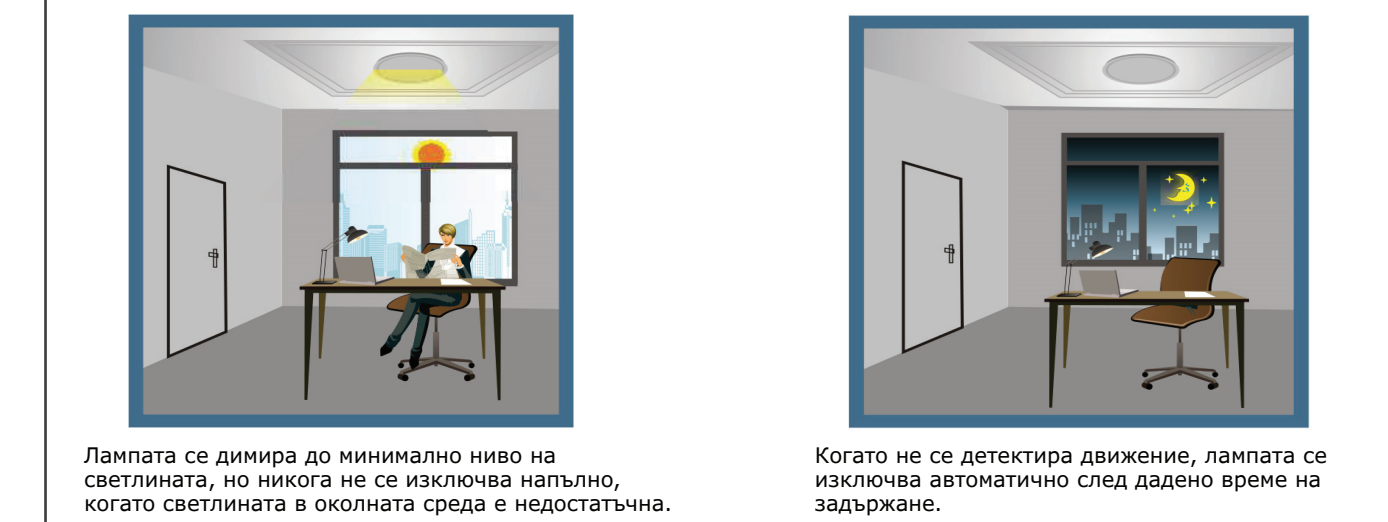 Лампата се димира до минимално ниво на
светлината, но никога не се изключва напълно,
когато светлината в околната среда е недостатъчна.
Когато не се детектира движение, лампата се
изключва автоматично след дадено време на
задържане.